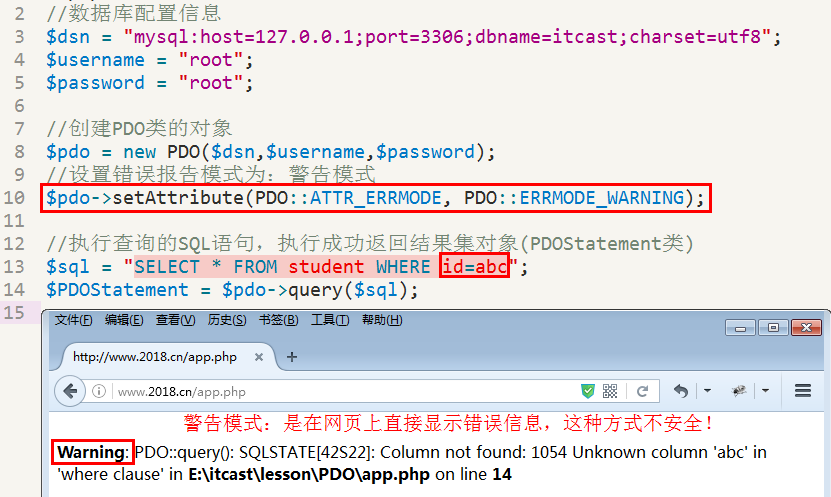 2 //数据库配置信息
3 $dsn = "mysql:host=127.0.0.1;port=3306;dbname=itcast;charset=utf8";
4 $username = "root";
5 $password = "root";
6
7 //创建PDO类的对象
8 $pdo = new PDO($dsn,$username,$password);
9 //设置错误报告模式为：警告模式
10 $pdo->setAttribute(PDO::ATTR_ERRMODE, PDO::ERRMODE_WARNING);
11
12 //执行查询的SQL语句，执行成功返回结果集对象(PDOStatement类)
13 $sql = "SELECT * FROM student WHERE id=abc";
14 $PDOStatement = $pdo->query($sql);
15
文件(F) 编辑(E) 查看(V) 历史(S) 书签(B) 工具(T) 帮助(H)
http://www.2018.cn/app.php × +
www.2018.cn/app.php
警告模式：是在网页上直接显示错误信息，这种方式不安全！
Warning: PDO::query(): SQLSTATE[42S22]: Column not found: 1054 Unknown column 'abc' in
'where clause' in E:\itcast\lesson\PDO\app.php on line 14